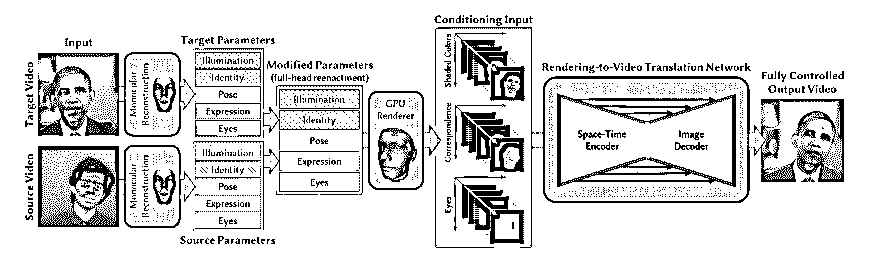 Input
Target Video
Monocular
Reconstruction
Target Parameters
Illumination
Identity
Pose
Expression
Eyes
Source Video
Monocular
Reconstruction
Illumination
Identity
Pose
Expression
Eyes
Source Parameters
Modified Parameters
(full-head reenactment)
Illumination
Identity
Pose
Expression
Eyes
GPU
Renderer
Conditioning Input
Shaded Colors
Correspondence
Eyes
Rendering-to-Video Translation Network
Space-Time
Encoder
Image
Decoder
Fully Controlled
Output Video